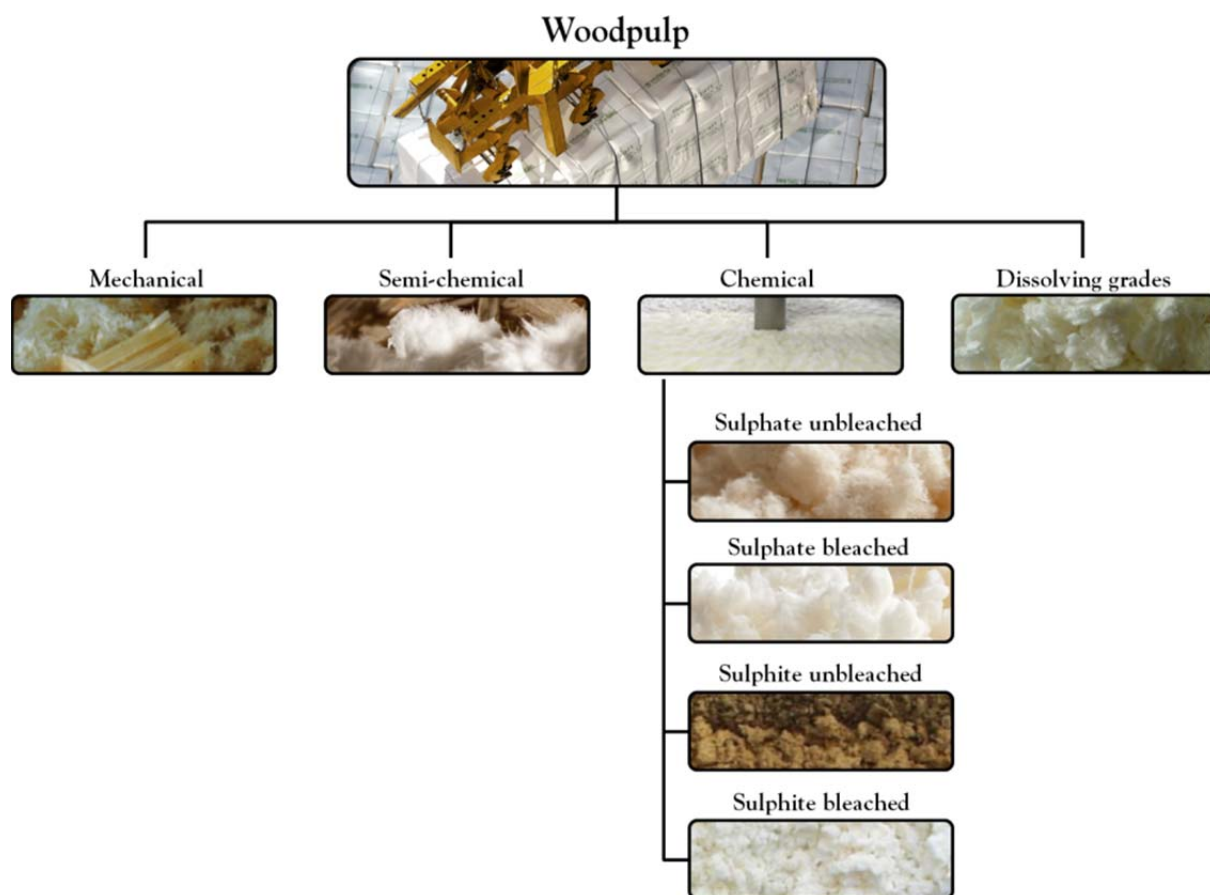 Woodpulp
Mechanical
Semi-chemical
Chemical
Dissolving grades
Sulphate unbleached
Sulphate bleached
Sulphite unbleached
Sulphite bleached